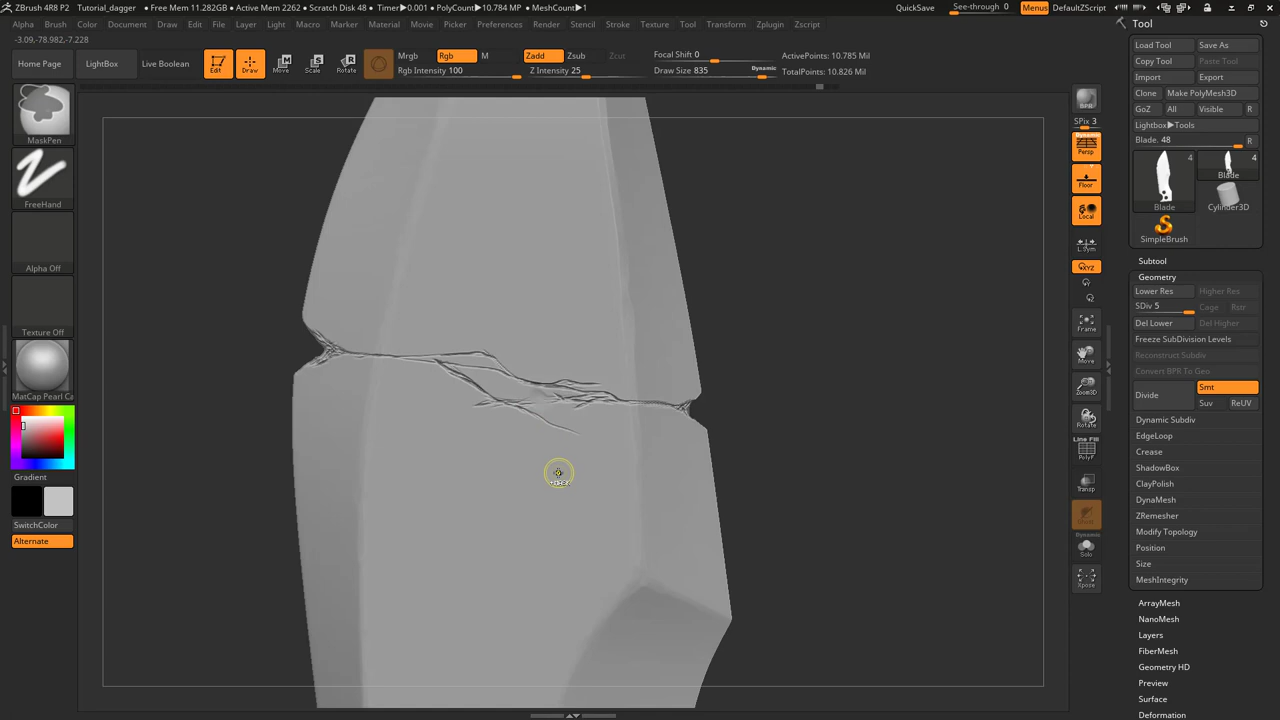 ZBrush 4R8 P2 Tutorial_dagger • Free Mem 11.282GB • Active Mem 2262 • Scratch Disk 48 • Timer▶0.001 • PolyCount▶10.784 MP • MeshCount▶1 QuickSave See-through 0 Menus DefaultZScript
Alpha Brush Color Document Draw Edit File Layer Light Macro Marker Material Movie Picker Preferences Render Stencil Stroke Texture Tool Transform Zplugin Zscript
-3.09,-78.982,-7.228
Home Page LightBox Live Boolean Edit Draw Move Scale Rotate
Mrgb Rgb M Zadd Zsub Zcut Focal Shift 0 ActivePoints: 10.785 Mil
Rgb Intensity 100 Z Intensity 25 Draw Size 835 Dynamic TotalPoints: 10.826 Mil
MaskPen
FreeHand
Alpha Off
Texture Off
MatCap Pearl Ca
Gradient
SwitchColor
Alternate
BPR
SPix 3
Dynamic
Persp
Floor
Local
L.Sym
XYZ
Frame
Move
Zoom3D
Rotate
Line Fill
PolyF
Transp
Ghost
Dynamic
Solo
Xpose
Tool
Load Tool Save As
Copy Tool Paste Tool
Import Export
Clone Make PolyMesh3D
GoZ All Visible R
Lightbox▶Tools
Blade. 48 R
4 4
Blade
Blade Cylinder3D
SimpleBrush
Subtool
Geometry
Lower Res Higher Res
SDiv 5 Cage Rstr
Del Lower Del Higher
Freeze SubDivision Levels
Reconstruct Subdiv
Convert BPR To Geo
Divide Smt
Suv ReUV
Dynamic Subdiv
EdgeLoop
Crease
ShadowBox
ClayPolish
DynaMesh
ZRemesher
Modify Topology
Position
Size
MeshIntegrity
ArrayMesh
NanoMesh
Layers
FiberMesh
Geometry HD
Preview
Surface
Deformation